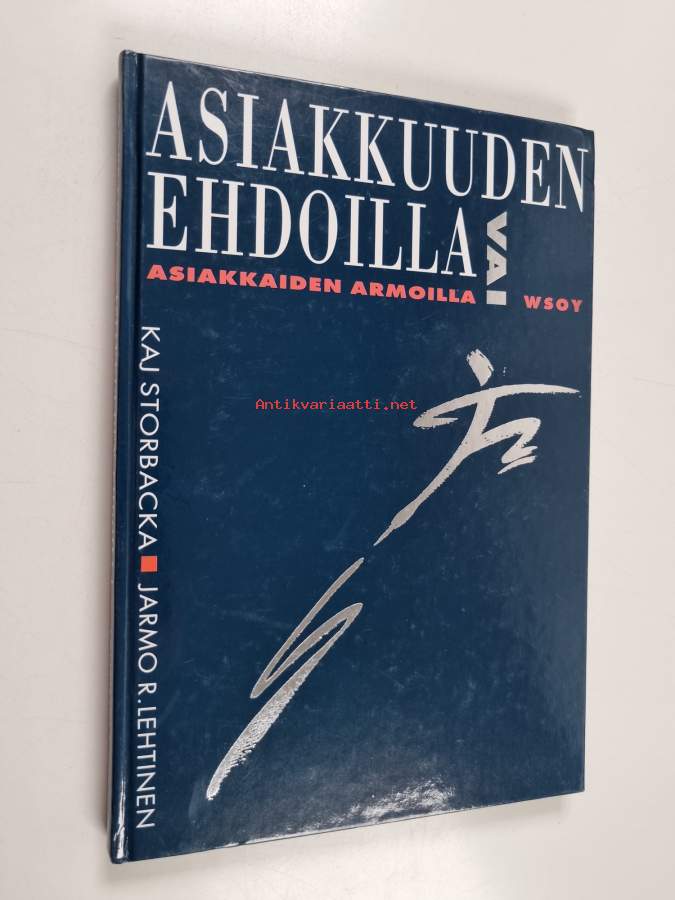 ASIAKKUUDEN
EHDOILLA
VAI
ASIAKKAIDEN ARMOILLA
WSOY
Antikvariaatti.net
KAJ STORBACKA ■ JARMO R. LEHTINEN